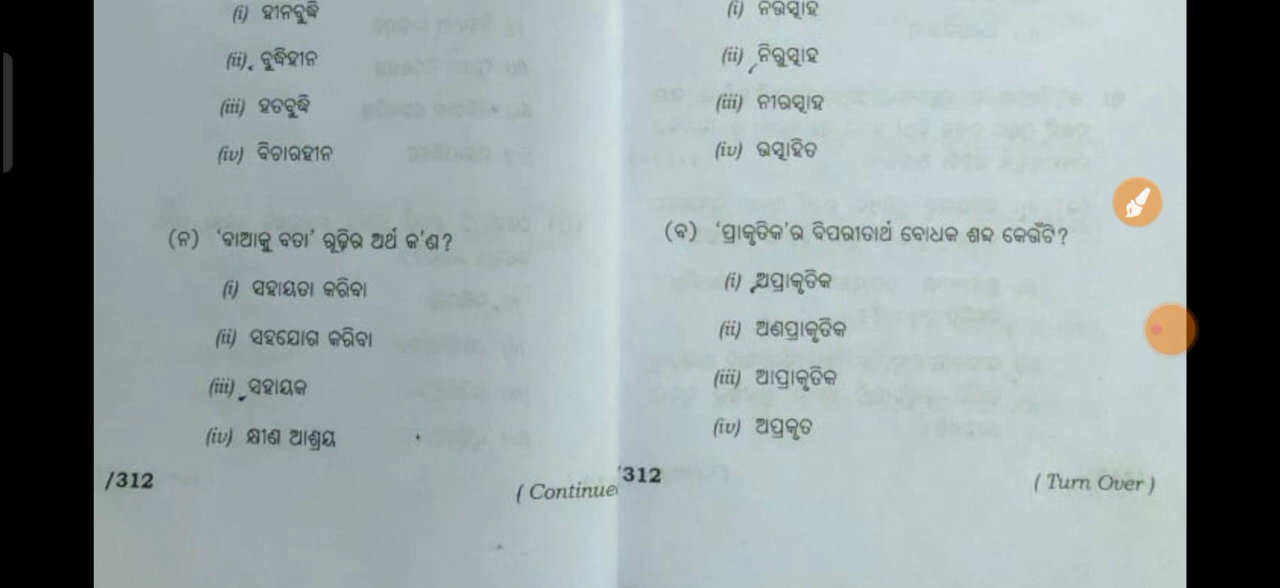 (i) ହୀନବୁଦ୍ଧି
(ii) ବୁଦ୍ଧିହୀନ
(iii) ହତବୁଦ୍ଧି
(iv) ବିଚାରହୀନ
(ନ) ‘ବାଆକୁ ବତା’ ରୂଢ଼ିର ଅର୍ଥ କ'ଣ?
(i) ସହାୟତା କରିବା
(ii) ସହଯୋଗ କରିବା
(iii) ସହାୟକ
(iv) କ୍ଷୀଣ ଆଶ୍ରୟ
/312
( Continue
(i) ନିଉତ୍ସାହ
(ii) ନିରୁତ୍ସାହ
(iii) ନୀରତ୍ସାହ
(iv) ଉତ୍ସାହିତ
(ବ) ‘ପ୍ରାକୃତିକ’ର ବିପରୀତାର୍ଥ ବୋଧକ ଶବ୍ଦ କେଉଁଟି?
(i) ଅପ୍ରାକୃତିକ
(ii) ଅଣପ୍ରାକୃତିକ
(iii) ଆପ୍ରାକୃତିକ
(iv) ଅପ୍ରକୃତ
/312
( Turn Over )